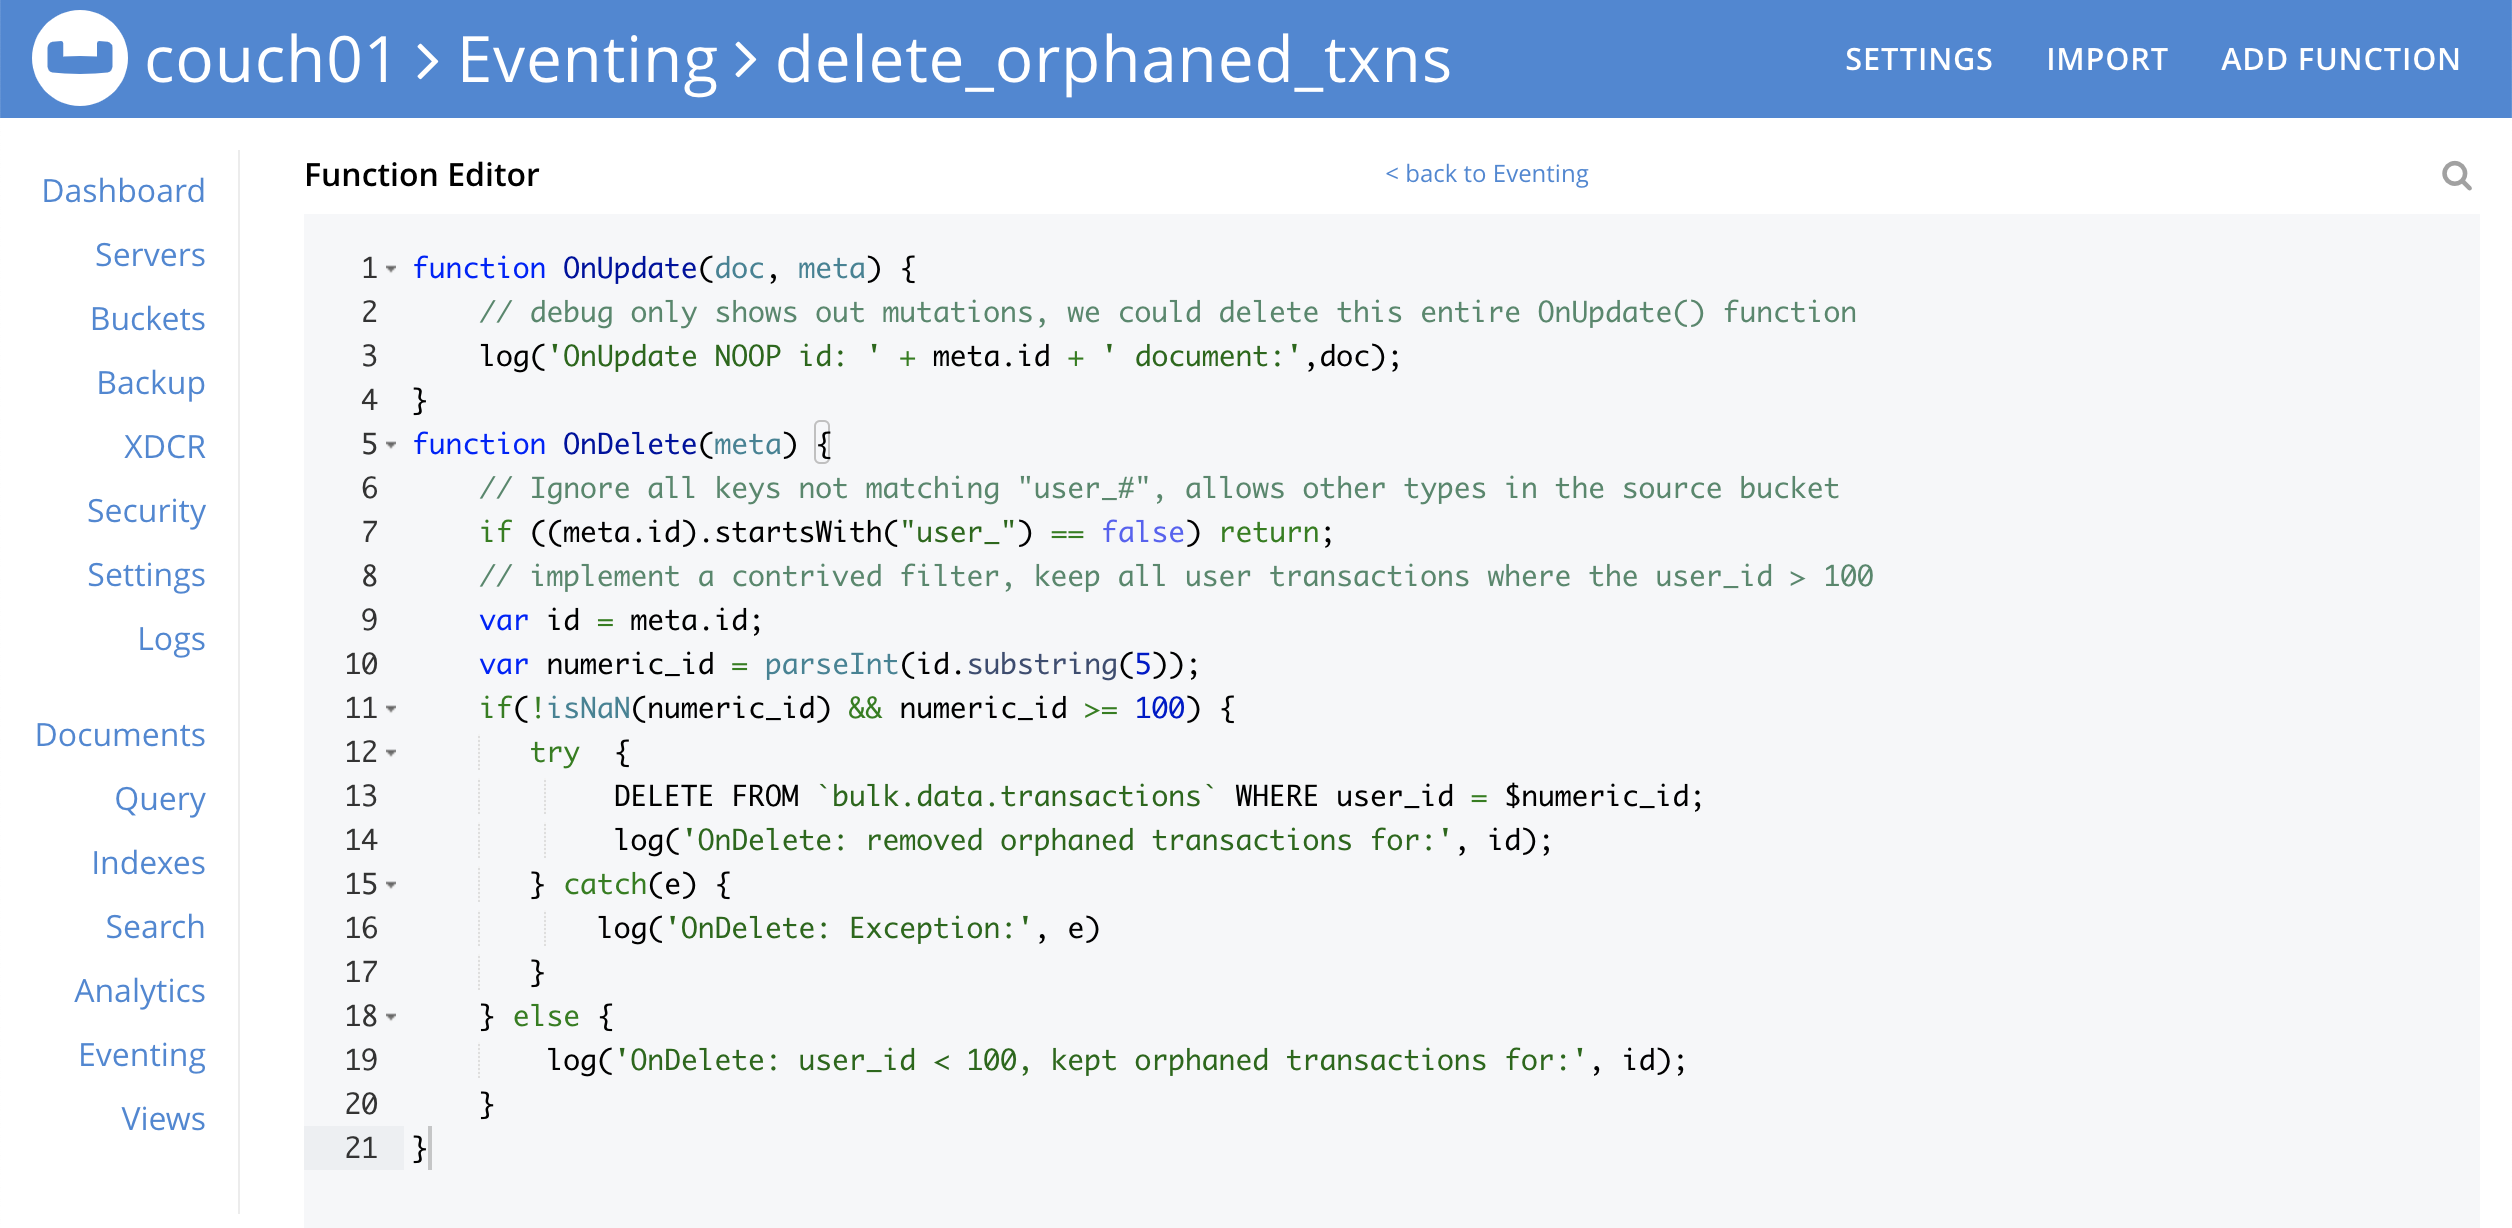 couch01 > Eventing > delete_orphaned_txns
SETTINGS IMPORT ADD FUNCTION
Dashboard
Servers
Buckets
Backup
XDCR
Security
Settings
Logs
Documents
Query
Indexes
Search
Analytics
Eventing
Views
Function Editor
< back to Eventing
1 function OnUpdate(doc, meta) {
2     // debug only shows out mutations, we could delete this entire OnUpdate() function
3     log('OnUpdate NOOP id: ' + meta.id + ' document:',doc);
4 }
5 function OnDelete(meta) {
6     // Ignore all keys not matching "user_#", allows other types in the source bucket
7     if ((meta.id).startsWith("user_") == false) return;
8     // implement a contrived filter, keep all user transactions where the user_id > 100
9     var id = meta.id;
10     var numeric_id = parseInt(id.substring(5));
11     if(!isNaN(numeric_id) && numeric_id >= 100) {
12        try  {
13             DELETE FROM `bulk.data.transactions` WHERE user_id = $numeric_id;
14             log('OnDelete: removed orphaned transactions for:', id);
15        } catch(e) {
16            log('OnDelete: Exception:', e)
17        }
18     } else {
19         log('OnDelete: user_id < 100, kept orphaned transactions for:', id);
20     }
21 }